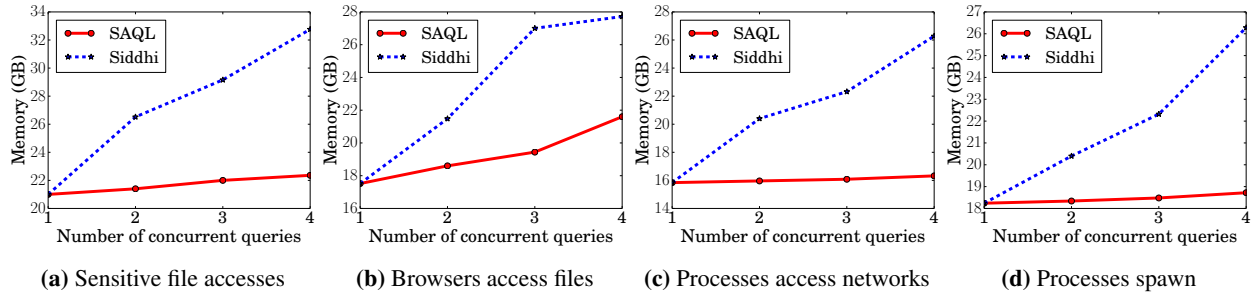 34
32
30
28
26
24
22
20
Memory (GB)
SAQL
Siddhi
1 2 3 4
Number of concurrent queries
(a) Sensitive file accesses
28
26
24
22
20
18
16
Memory (GB)
SAQL
Siddhi
1 2 3 4
Number of concurrent queries
(b) Browsers access files
28
26
24
22
20
18
16
14
Memory (GB)
SAQL
Siddhi
1 2 3 4
Number of concurrent queries
(c) Processes access networks
27
26
25
24
23
22
21
20
19
18
Memory (GB)
SAQL
Siddhi
1 2 3 4
Number of concurrent queries
(d) Processes spawn